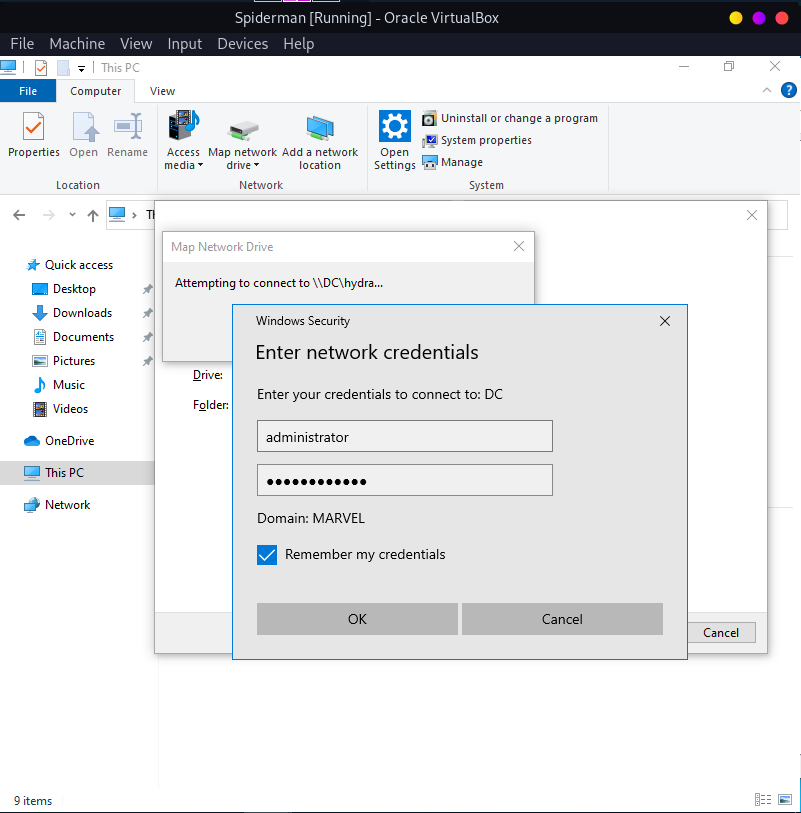 Spiderman [Running] - Oracle VirtualBox
File Machine View Input Devices Help
This PC
File Computer View
Properties Open Rename
Access media
Map network drive
Add a network location
Open Settings
Uninstall or change a program
System properties
Manage
Location Network System
Map Network Drive
Attempting to connect to \\DC\hydra...
Quick access
Desktop
Downloads
Documents
Pictures
Music
Videos
OneDrive
This PC
Network
Drive:
Folder:
Windows Security
Enter network credentials
Enter your credentials to connect to: DC
administrator
●●●●●●●●●●●●
Domain: MARVEL
Remember my credentials
OK Cancel
Cancel
9 items